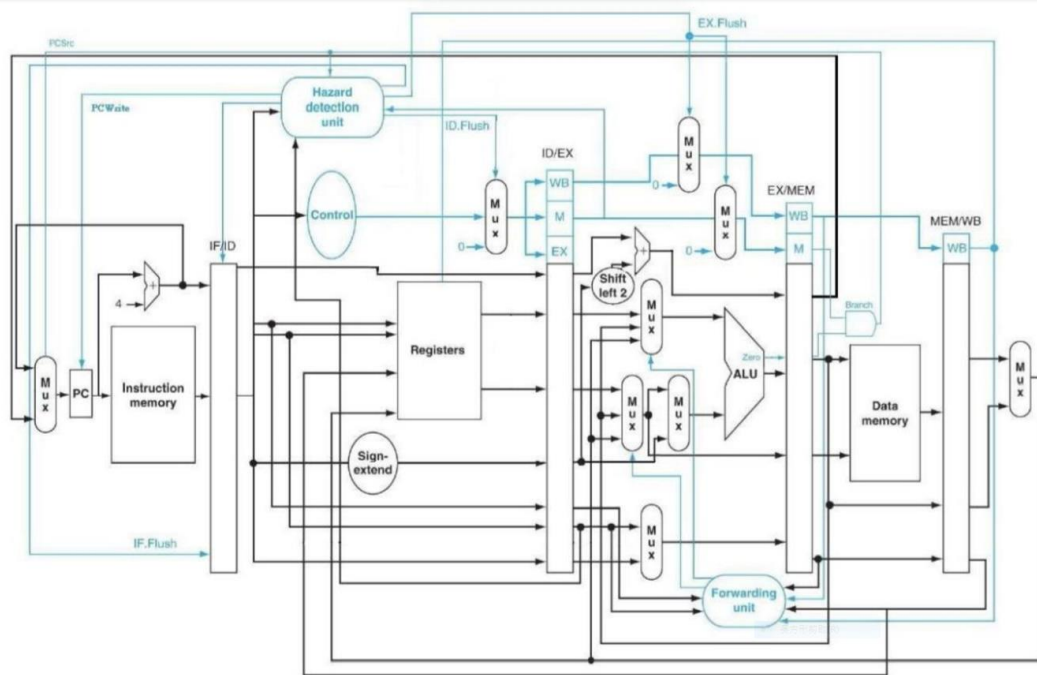 EX.Flush
PCSrc
Hazard
detection
unit
PCWrite
ID.Flush
M
u
x
ID/EX
WB
M
EX
Control
M
u
x
0
0
M
u
x
0
EX/MEM
WB
M
MEM/WB
WB
IF/ID
+
4
+
Shift
left 2
Branch
M
u
x
PC
Instruction
memory
Registers
M
u
x
Zero
ALU
M
u
x
M
u
x
Data
memory
M
u
x
Sign-
extend
M
u
x
IF.Flush
Forwarding
unit